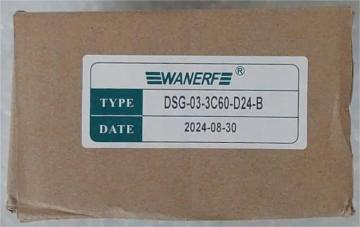 WANERF®
TYPE DSG-03-3C60-D24-B
DATE 2024-08-30